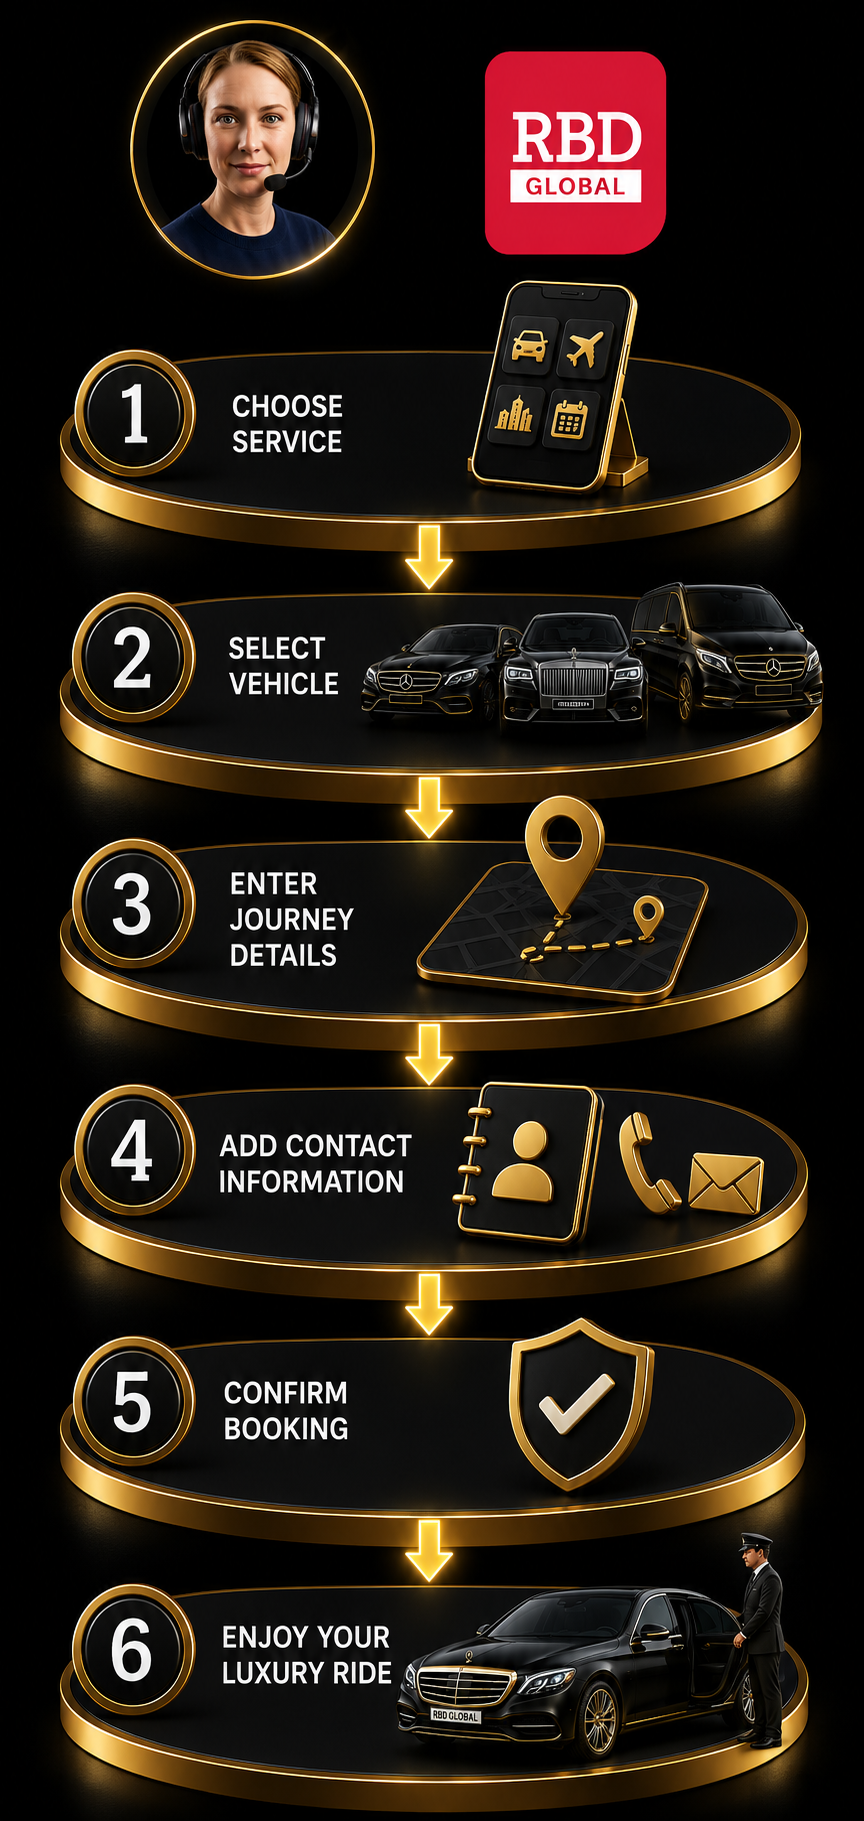 RBD
GLOBAL
1
CHOOSE
SERVICE
2
SELECT
VEHICLE
3
ENTER
JOURNEY
DETAILS
4
ADD CONTACT
INFORMATION
5
CONFIRM
BOOKING
6
ENJOY YOUR
LUXURY RIDE
RBD GLOBAL